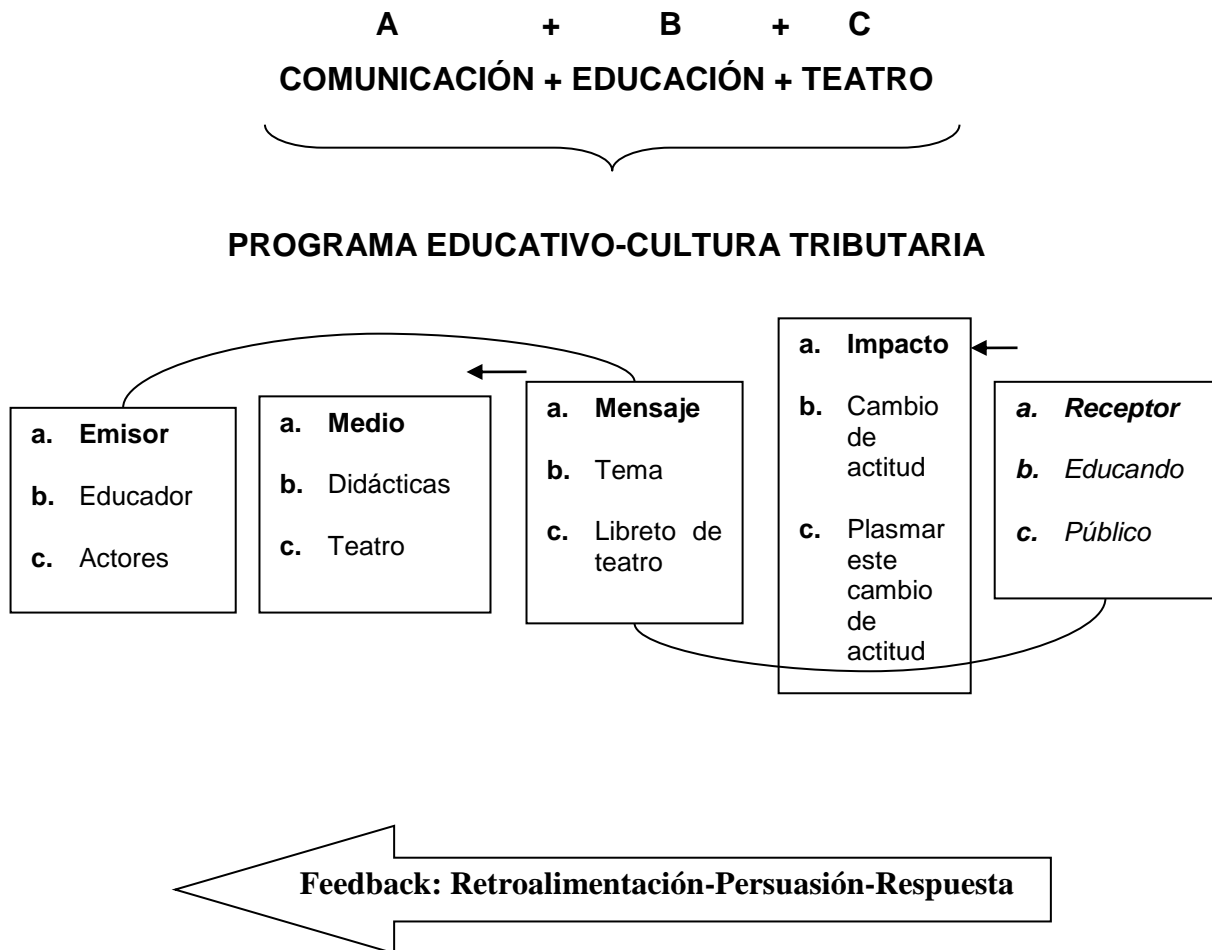 A + B + C
COMUNICACIÓN + EDUCACIÓN + TEATRO
PROGRAMA EDUCATIVO-CULTURA TRIBUTARIA
a. Emisor
b. Educador
c. Actores
a. Medio
b. Didácticas
c. Teatro
a. Mensaje
b. Tema
c. Libreto de
teatro
a. Impacto
b. Cambio
de
actitud
c. Plasmar
este
cambio
de
actitud
a. Receptor
b. Educando
c. Público
Feedback: Retroalimentación-Persuasión-Respuesta